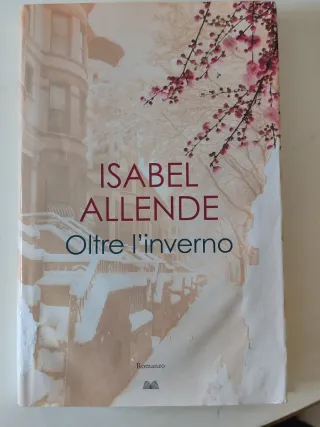 ISABEL
ALLENDE
Oltre l'inverno
Romanzo